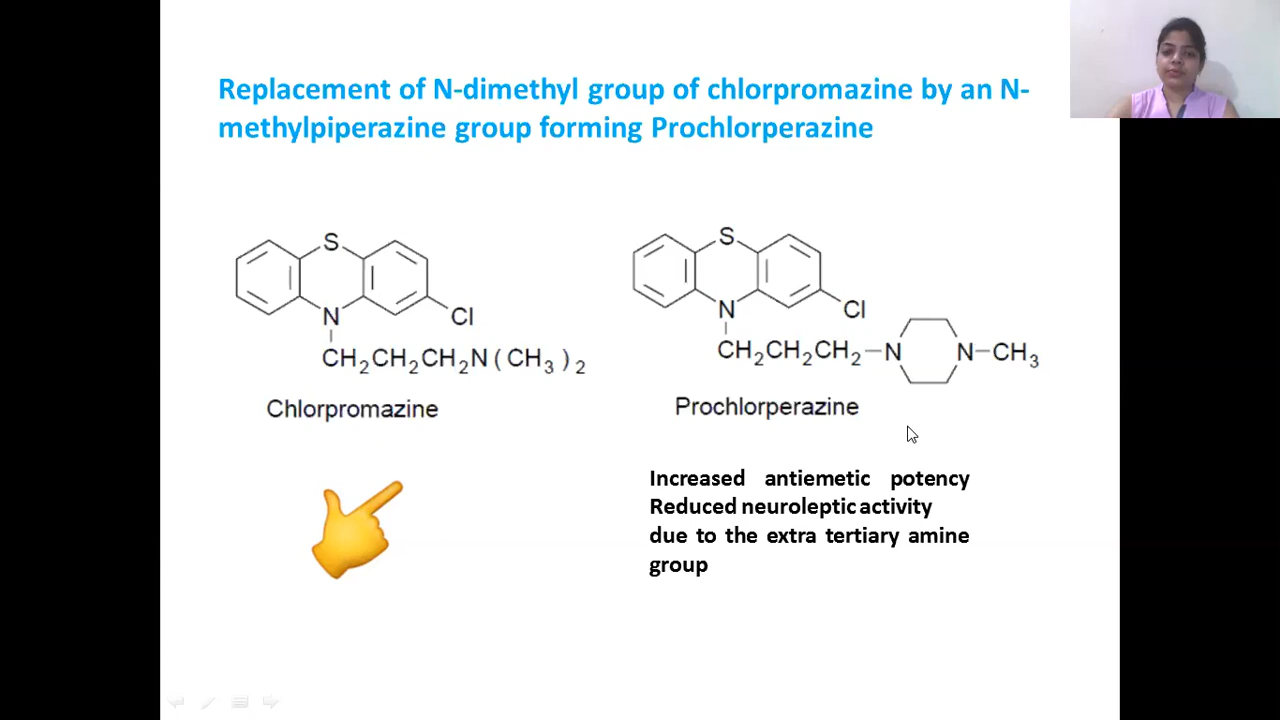 Replacement of N-dimethyl group of chlorpromazine by an N-
methylpiperazine group forming Prochlorperazine
S
N
Cl
CH₂CH₂CH₂N(CH₃)₂
Chlorpromazine
S
N
Cl
CH₂CH₂CH₂—N N—CH₃
Prochlorperazine
Increased antiemetic potency
Reduced neuroleptic activity
due to the extra tertiary amine
group